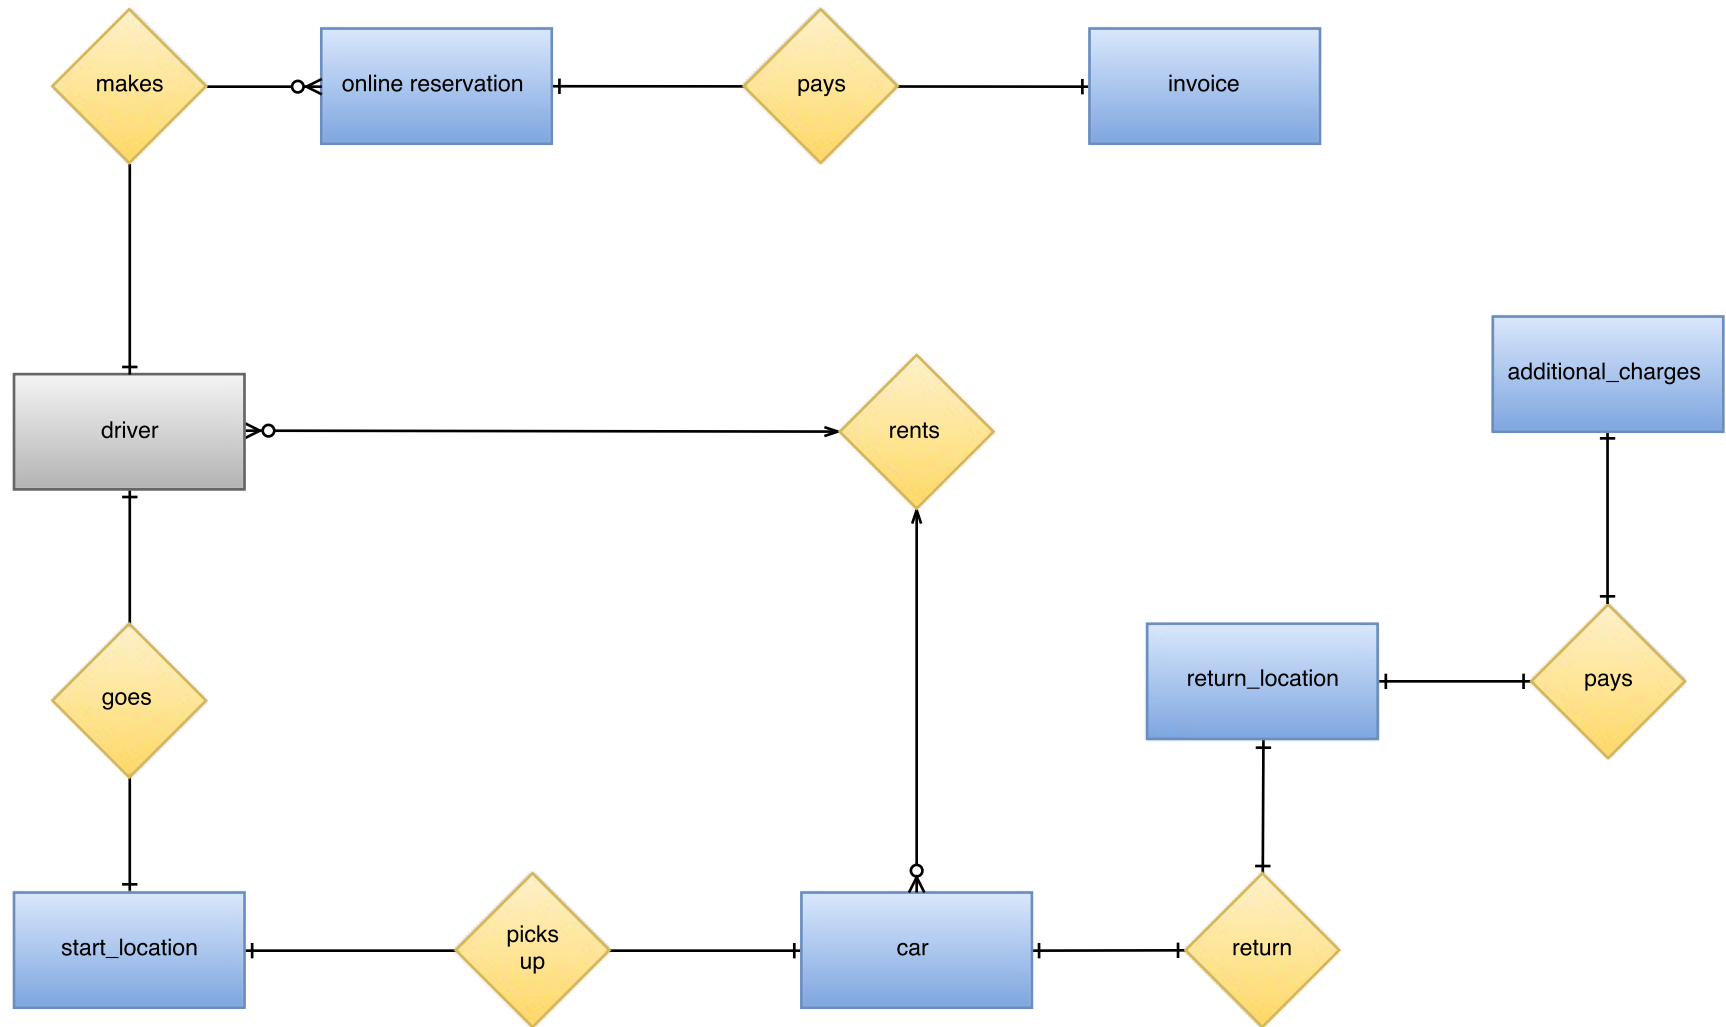 makes
online reservation
pays
invoice
driver
rents
additional_charges
goes
return_location
pays
start_location
picks
up
car
return